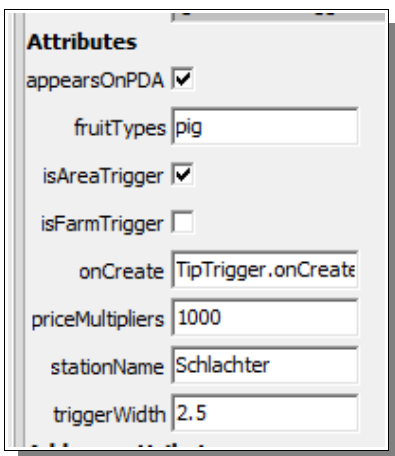 Attributes
appearsOnPDA
fruitTypes pig
isAreaTrigger
isFarmTrigger
onCreate TipTrigger.onCreate
priceMultipliers 1000
stationName Schlachter
triggerWidth 2.5